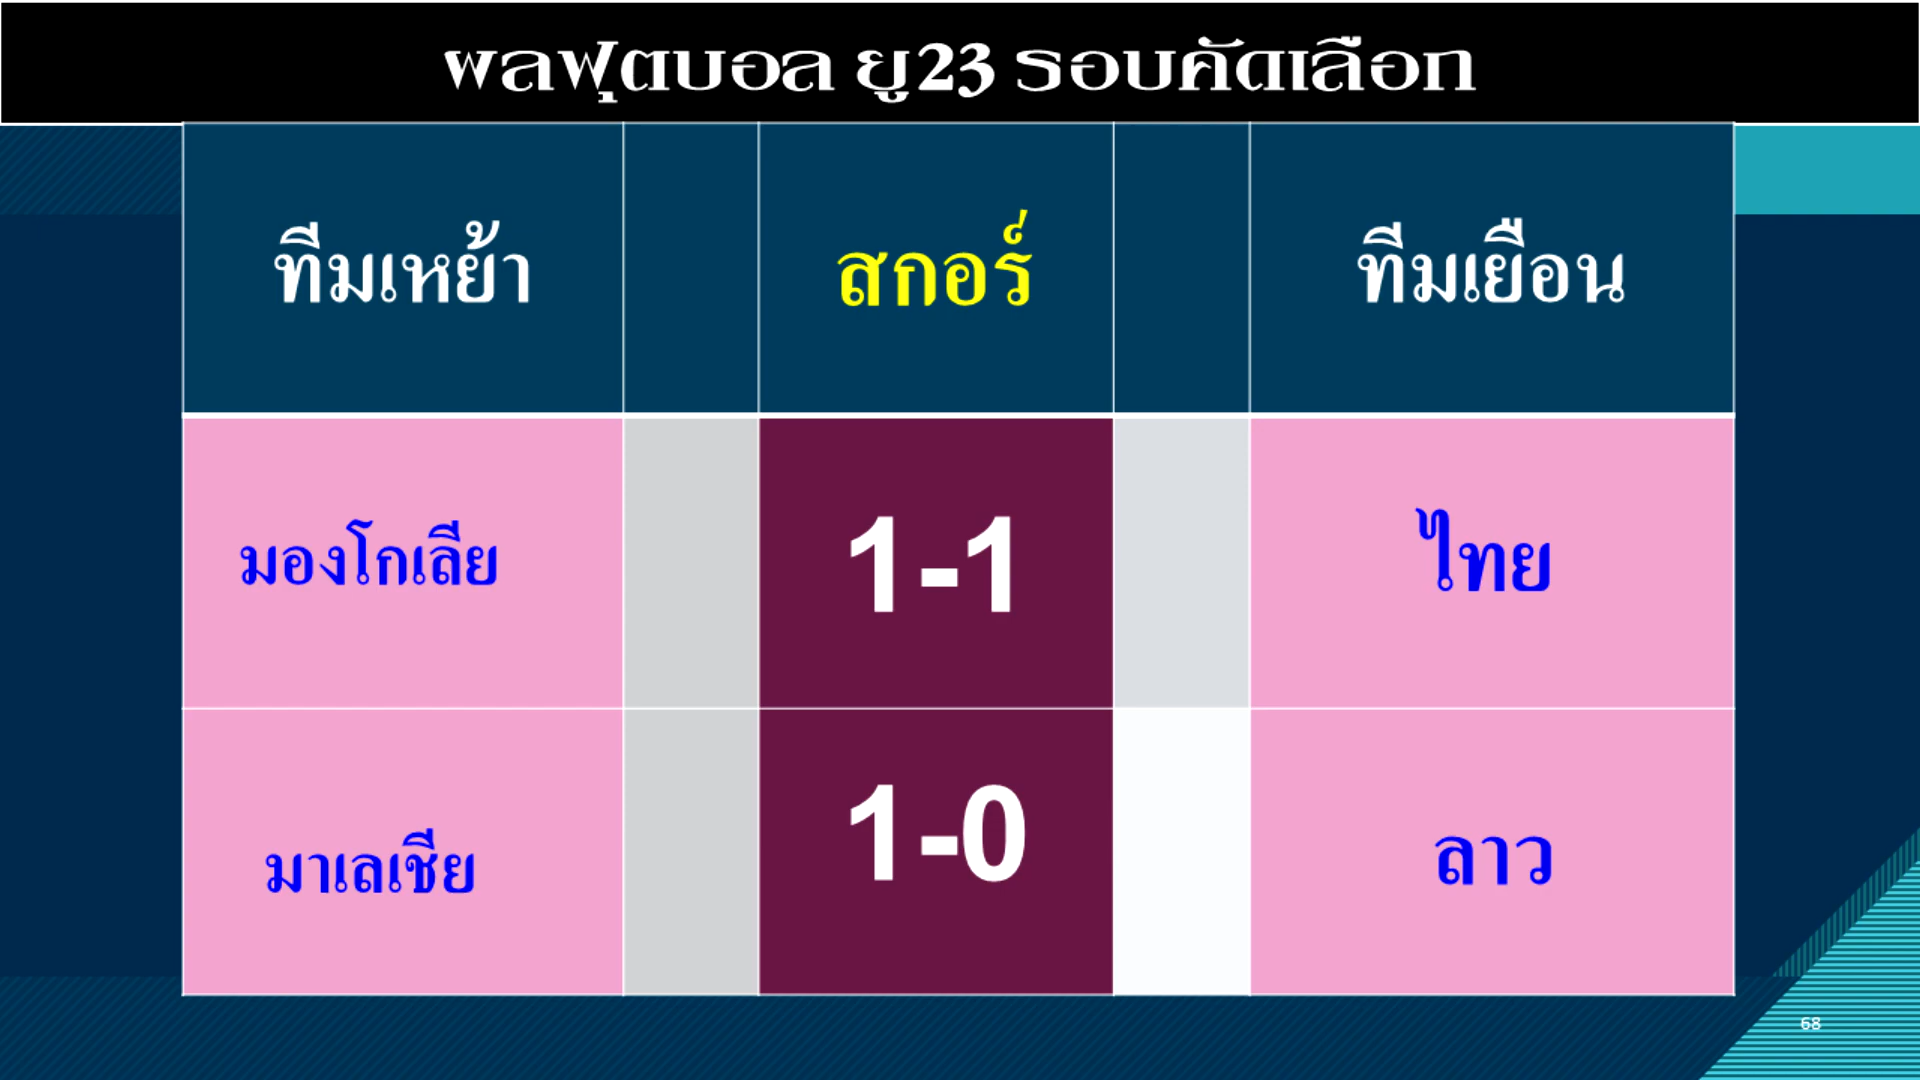 ผลฟุตบอล ยู23 รอบคัดเลือก
ทีมเหย้า สกอร์ ทีมเยือน
มองโกเลีย 1-1 ไทย
มาเลเซีย 1-0 ลาว
68